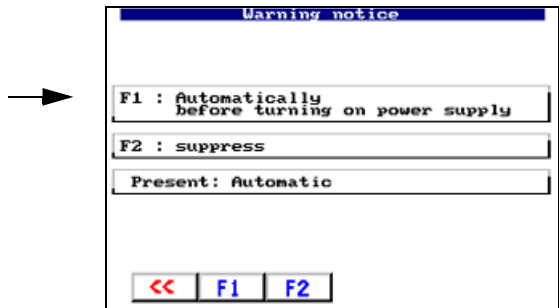 Warning notice
F1 : Automatically
before turning on power supply
F2 : suppress
Present: Automatic
<< F1 F2